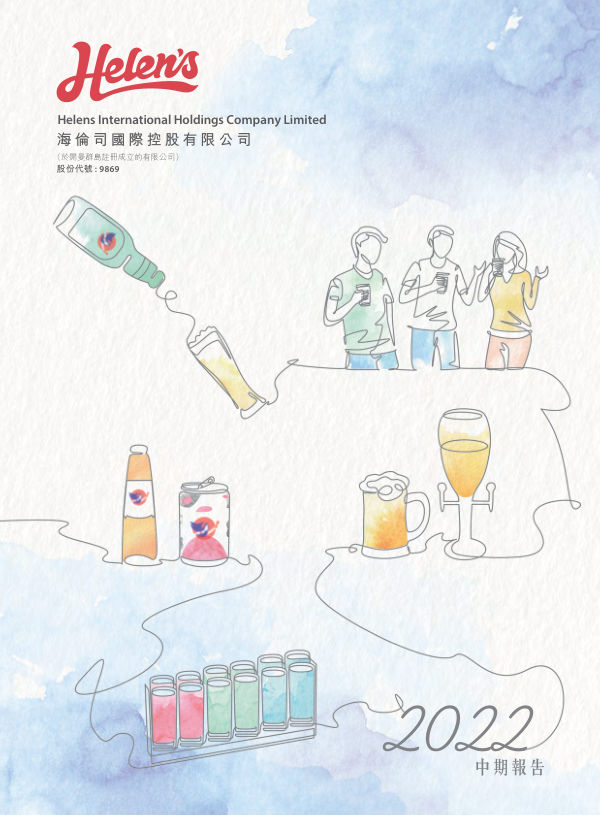 Helen's
Helens International Holdings Company Limited
海倫司國際控股有限公司
(於開曼群島註冊成立的有限公司)
股份代號 : 9869
2022
中期報告